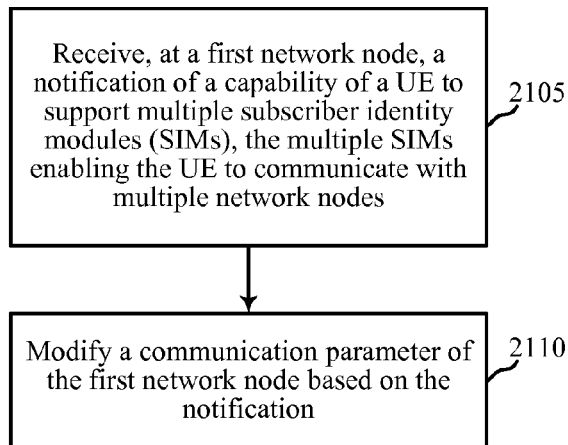 Receive, at a first network node, a
notification of a capability of a UE to
support multiple subscriber identity
modules (SIMs), the multiple SIMs
enabling the UE to communicate with
multiple network nodes
2105
Modify a communication parameter of
the first network node based on the
notification
2110